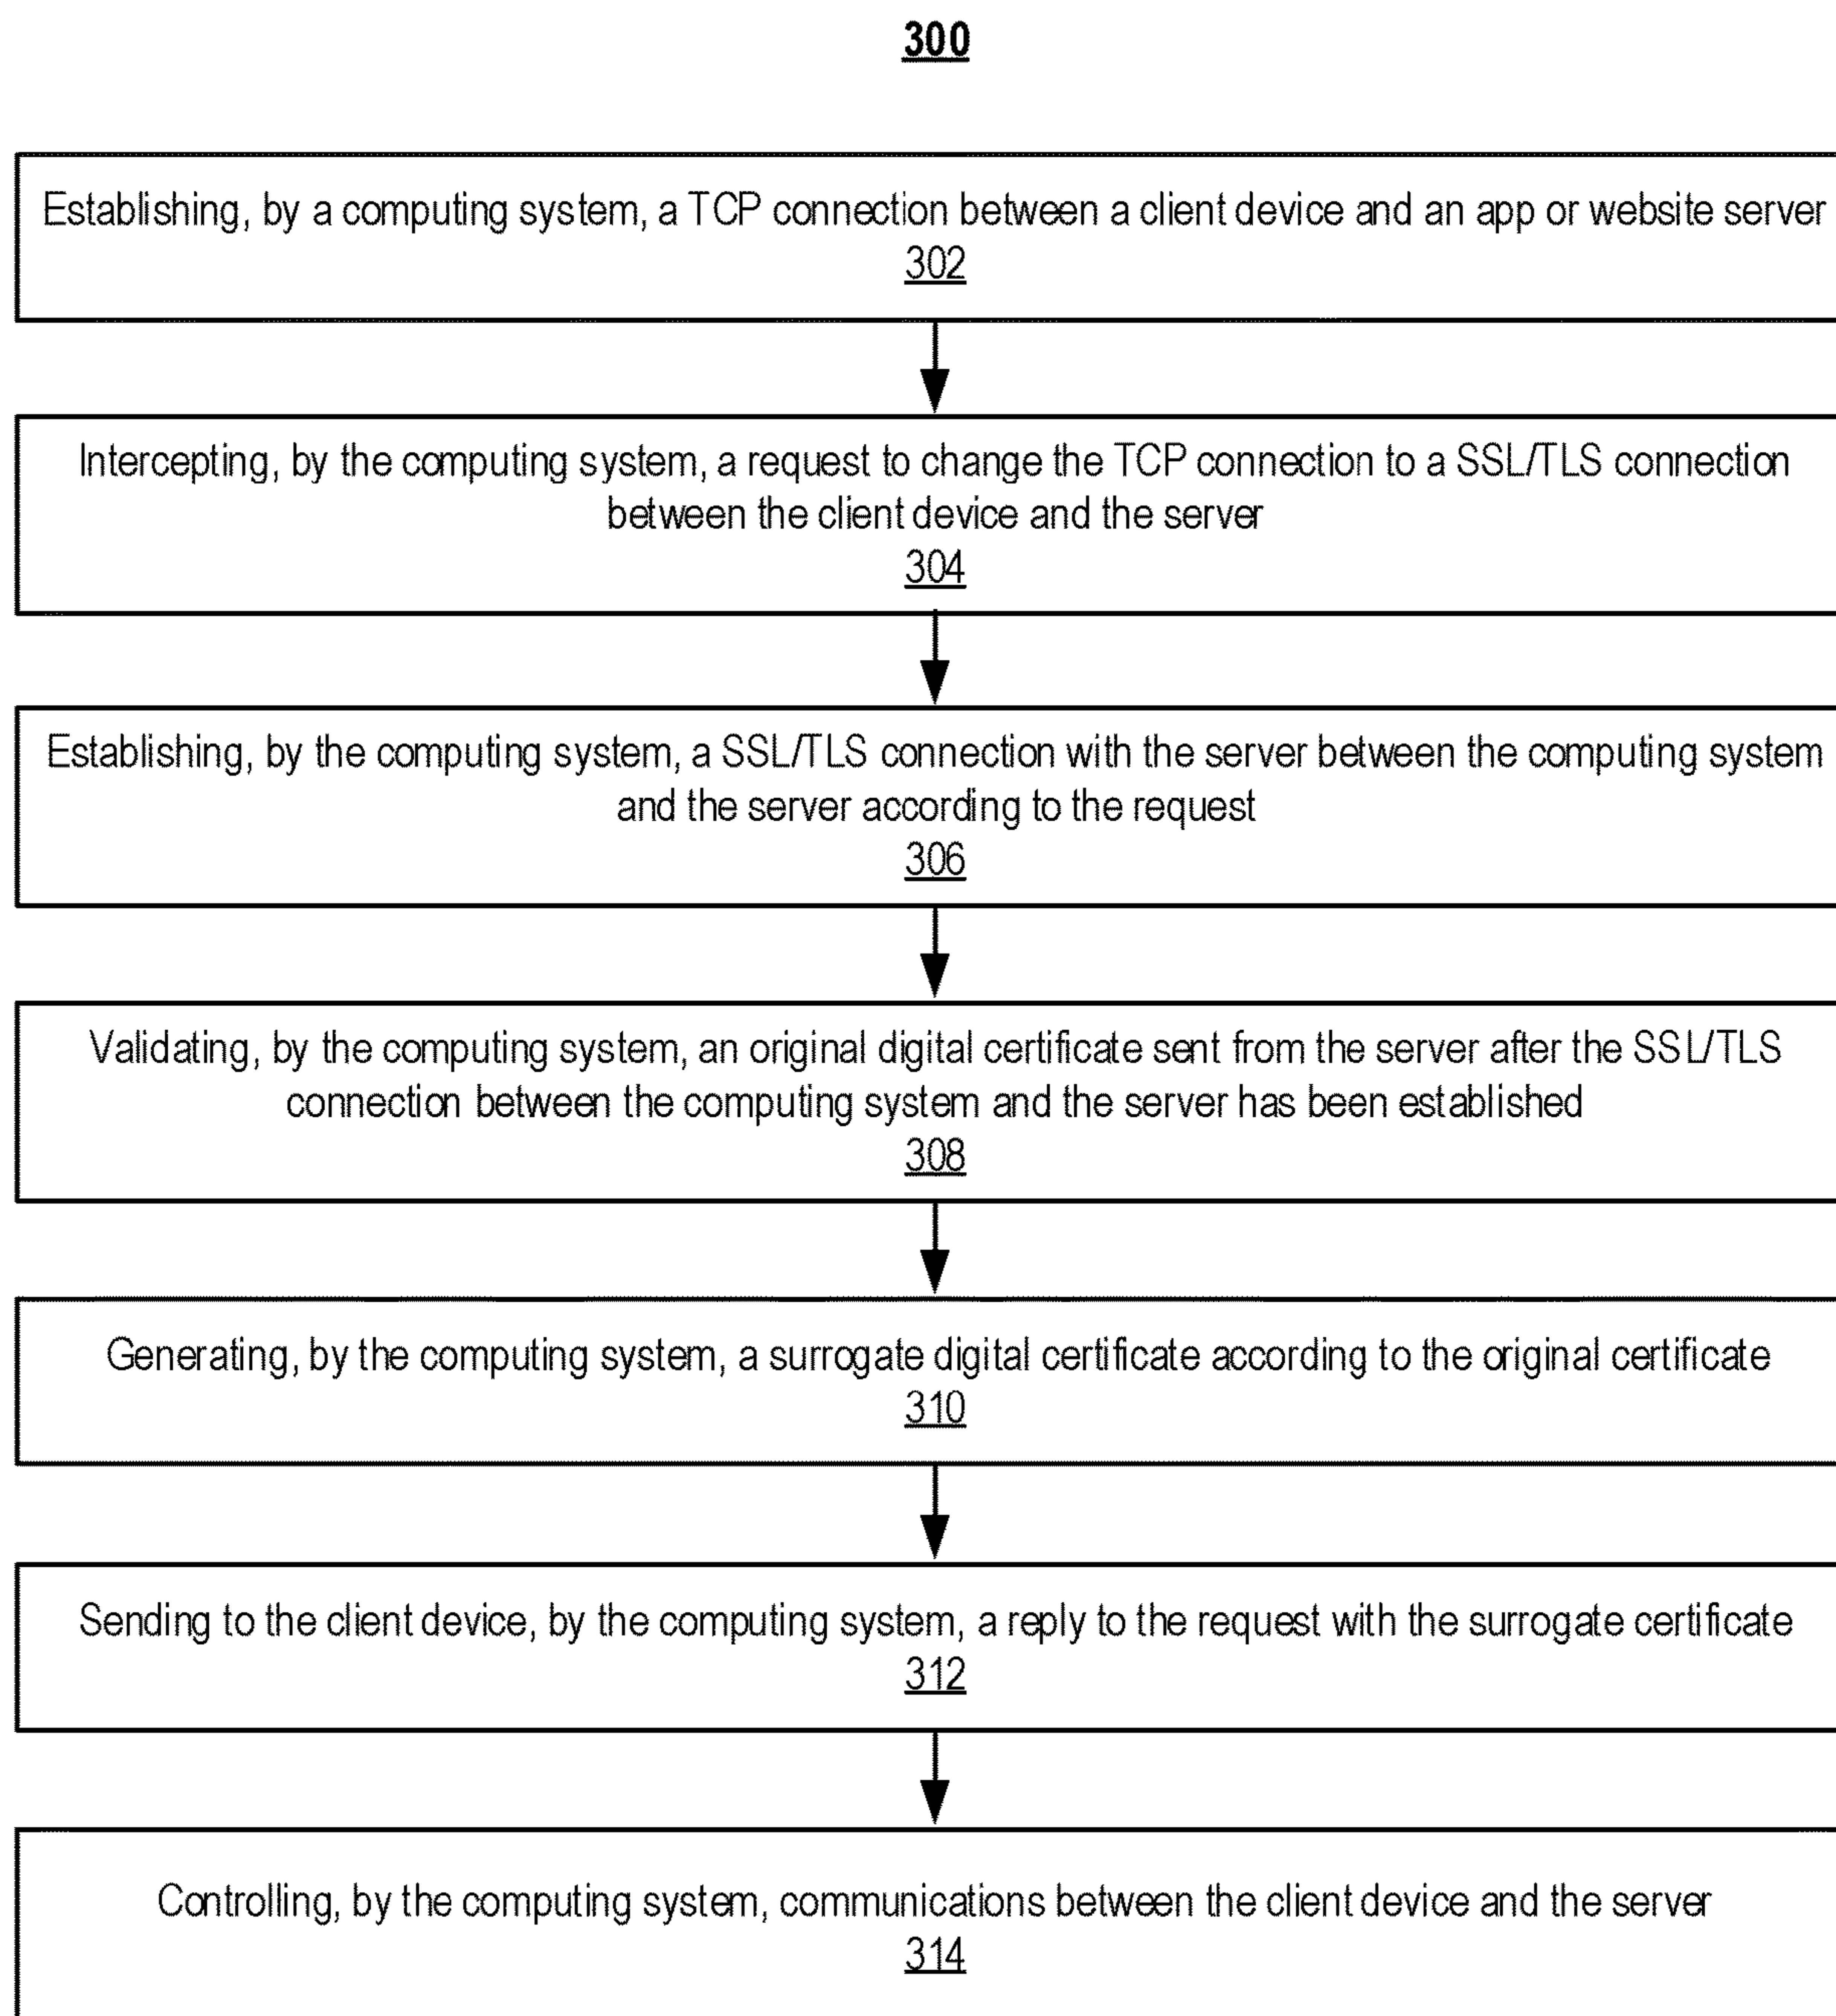 300
Establishing, by a computing system, a TCP connection between a client device and an app or website server
302
Intercepting, by the computing system, a request to change the TCP connection to a SSL/TLS connection
between the client device and the server
304
Establishing, by the computing system, a SSL/TLS connection with the server between the computing system
and the server according to the request
306
Validating, by the computing system, an original digital certificate sent from the server after the SSL/TLS
connection between the computing system and the server has been established
308
Generating, by the computing system, a surrogate digital certificate according to the original certificate
310
Sending to the client device, by the computing system, a reply to the request with the surrogate certificate
312
Controlling, by the computing system, communications between the client device and the server
314